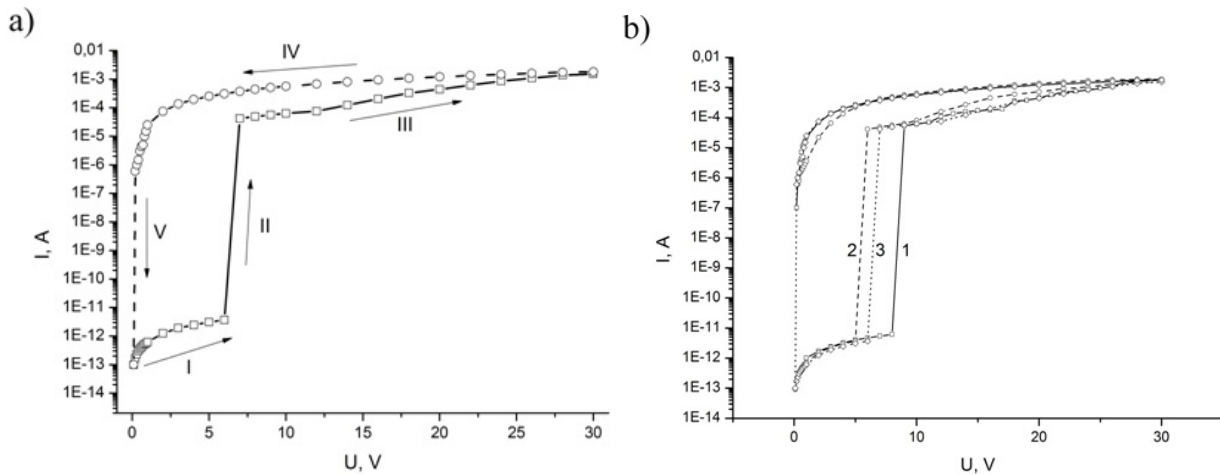 a)
I, A
0,01
1E-3
1E-4
1E-5
1E-6
1E-7
1E-8
1E-9
1E-10
1E-11
1E-12
1E-13
1E-14
IV
III
V
II
I
0 5 10 15 20 25 30
U, V
b)
I, A
0,01
1E-3
1E-4
1E-5
1E-6
1E-7
1E-8
1E-9
1E-10
1E-11
1E-12
1E-13
1E-14
2 3 1
0 10 20 30
U, V